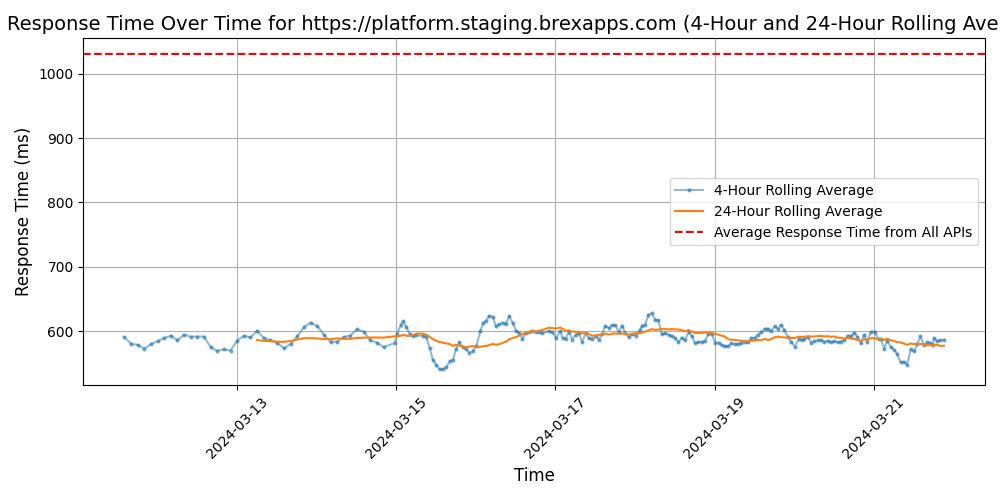 Response Time Over Time for https://platform.staging.brexapps.com (4-Hour and 24-Hour Rolling Ave
Response Time (ms)
1000
900
800
700
600
4-Hour Rolling Average
24-Hour Rolling Average
Average Response Time from All APIs
2024-03-13
2024-03-15
2024-03-17
2024-03-19
2024-03-21
Time